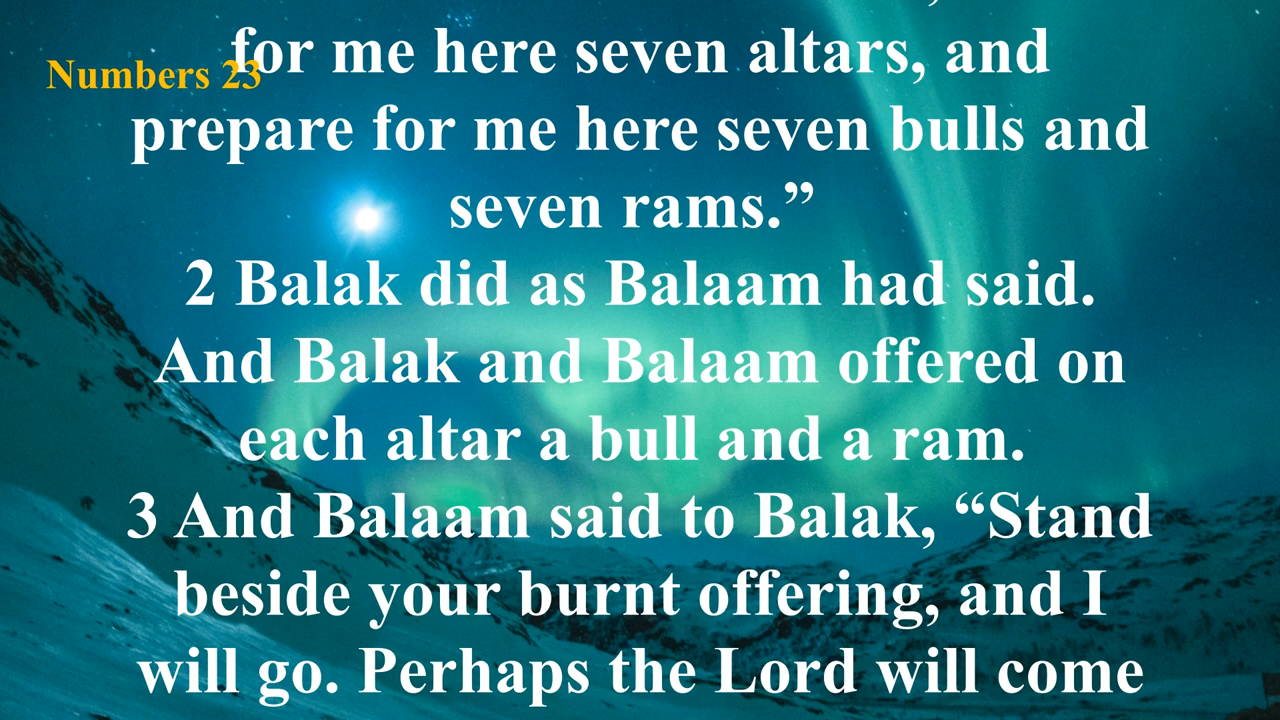 for me here seven altars, and
Numbers 23
prepare for me here seven bulls and
seven rams.”
2 Balak did as Balaam had said.
And Balak and Balaam offered on
each altar a bull and a ram.
3 And Balaam said to Balak, “Stand
beside your burnt offering, and I
will go. Perhaps the Lord will come